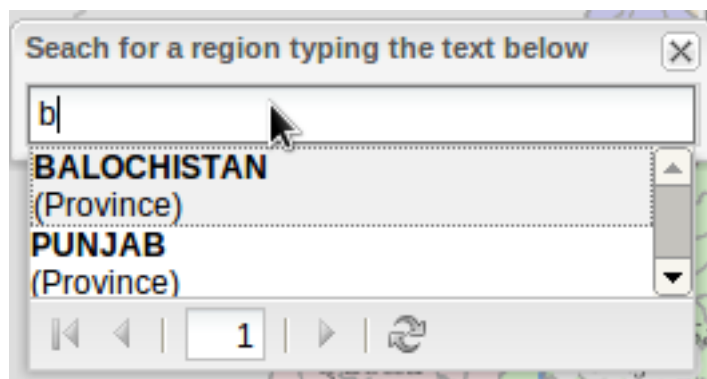 Seach for a region typing the text below
b
BALOCHISTAN
(Province)
PUNJAB
(Province)
1